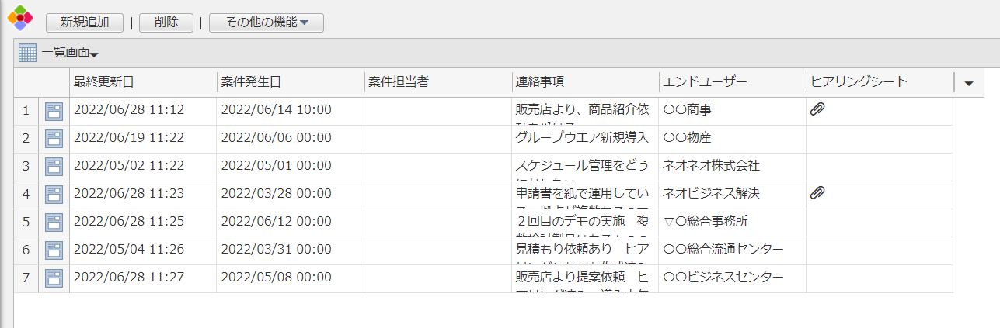 新規追加 | 削除 | その他の機能
一覧画面
最終更新日 案件発生日 案件担当者 連絡事項 エンドユーザー ヒアリングシート
1 2022/06/28 11:12 2022/06/14 10:00 販売店より、商品紹介依 〇〇商事
2 2022/06/19 11:22 2022/06/06 00:00 グループウエア新規導入 〇〇物産
3 2022/05/02 11:22 2022/05/01 00:00 スケジュール管理をどう ネオネオ株式会社
4 2022/06/28 11:23 2022/03/28 00:00 申請書を紙で運用してい ネオビジネス解決
5 2022/06/28 11:25 2022/06/12 00:00 ２回目のデモの実施　複 ▽〇総合事務所
6 2022/05/04 11:26 2022/03/31 00:00 見積もり依頼あり　ヒア 〇〇総合流通センター
7 2022/06/28 11:27 2022/05/08 00:00 販売店より提案依頼　ヒ 〇〇ビジネスセンター